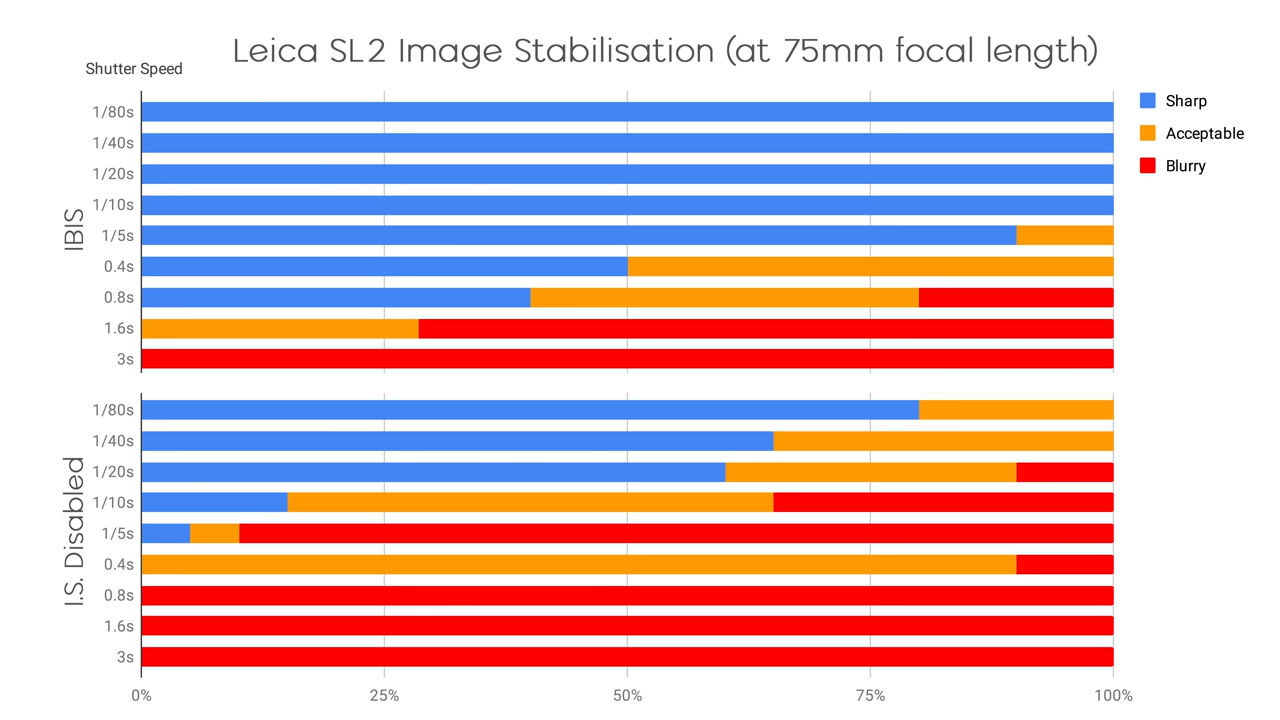 Leica SL2 Image Stabilisation (at 75mm focal length)
Shutter Speed
Sharp
Acceptable
Blurry
IBIS
1/80s
1/40s
1/20s
1/10s
1/5s
0.4s
0.8s
1.6s
3s
I.S. Disabled
1/80s
1/40s
1/20s
1/10s
1/5s
0.4s
0.8s
1.6s
3s
0% 25% 50% 75% 100%